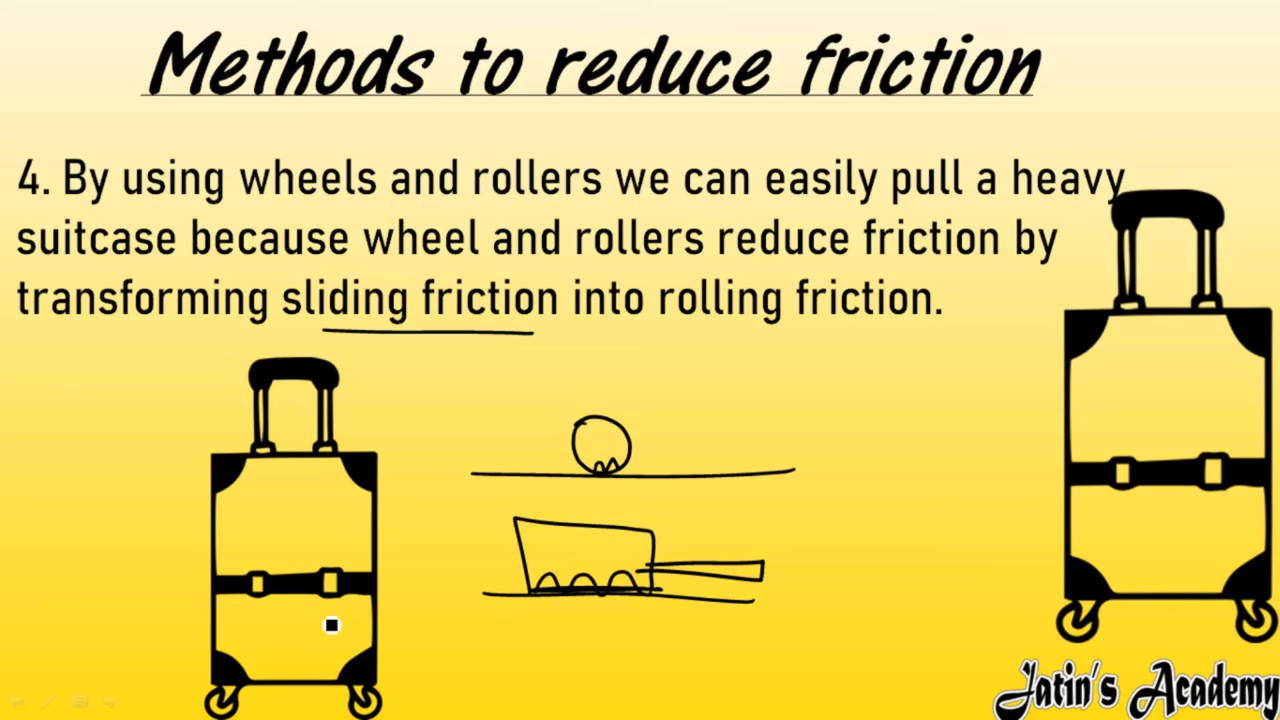 Methods to reduce friction
4. By using wheels and rollers we can easily pull a heavy
suitcase because wheel and rollers reduce friction by
transforming sliding friction into rolling friction.
Jatin's Academy